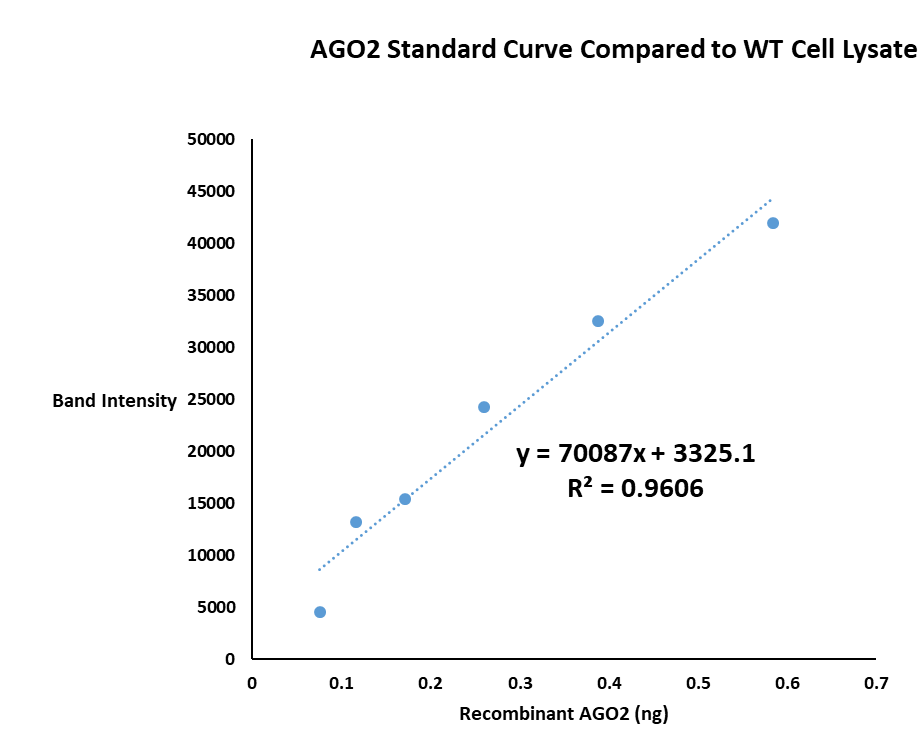 AGO2 Standard Curve Compared to WT Cell Lysate
50000
45000
40000
35000
30000
Band Intensity 25000
20000
15000
10000
5000
0
y = 70087x + 3325.1
R² = 0.9606
0 0.1 0.2 0.3 0.4 0.5 0.6 0.7
Recombinant AGO2 (ng)